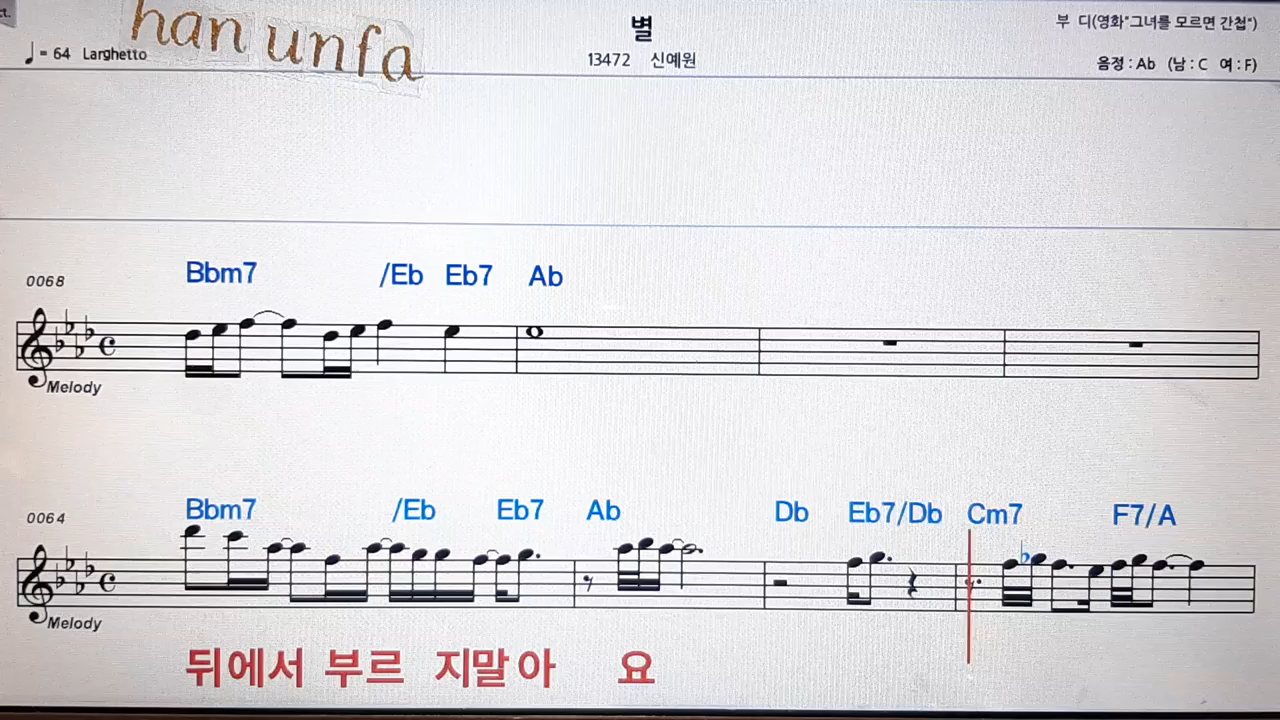 ct.
han unfa
별
부 디(영화"그녀를 모르면 간첩")
♩= 64 Larghetto
13472 신예원
음정 : Ab (남 : C 여 : F)
0068
Bbm7 /Eb Eb7 Ab
Melody
0064
Bbm7 /Eb Eb7 Ab Db Eb7/Db Cm7 F7/A
Melody
뒤에서 부르 지말아 요